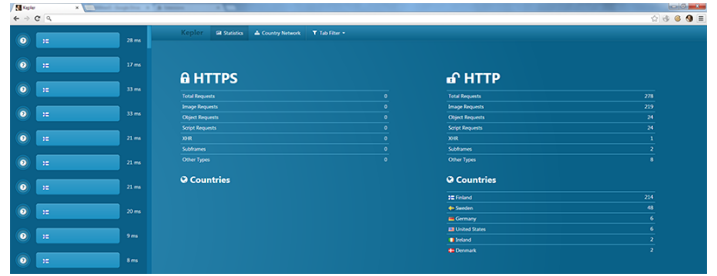 Kepler
28 ms
17 ms
33 ms
33 ms
21 ms
21 ms
21 ms
20 ms
9 ms
8 ms
Kepler Statistics Country Network Tab Filter
HTTPS
Total Requests 0
Image Requests 0
Object Requests 0
Script Requests 0
XHR 0
Subframes 0
Other Types 0
Countries
HTTP
Total Requests 278
Image Requests 219
Object Requests 24
Script Requests 24
XHR 1
Subframes 2
Other Types 8
Countries
Finland 214
Sweden 48
Germany 6
United States 6
Ireland 2
Denmark 2